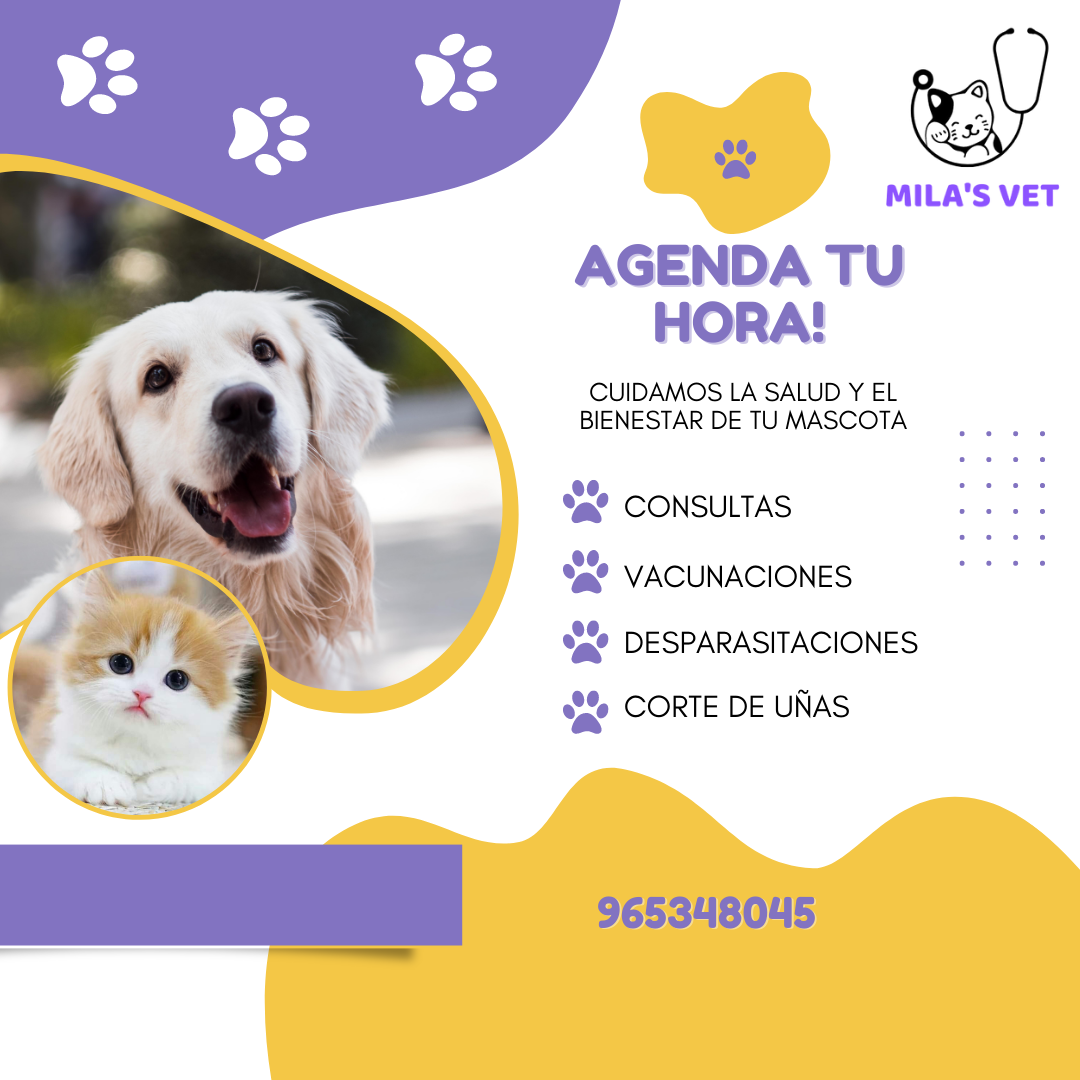 MILA'S VET
AGENDA TU
HORA!
CUIDAMOS LA SALUD Y EL
BIENESTAR DE TU MASCOTA
CONSULTAS
VACUNACIONES
DESPARASITACIONES
CORTE DE UÑAS
965348045